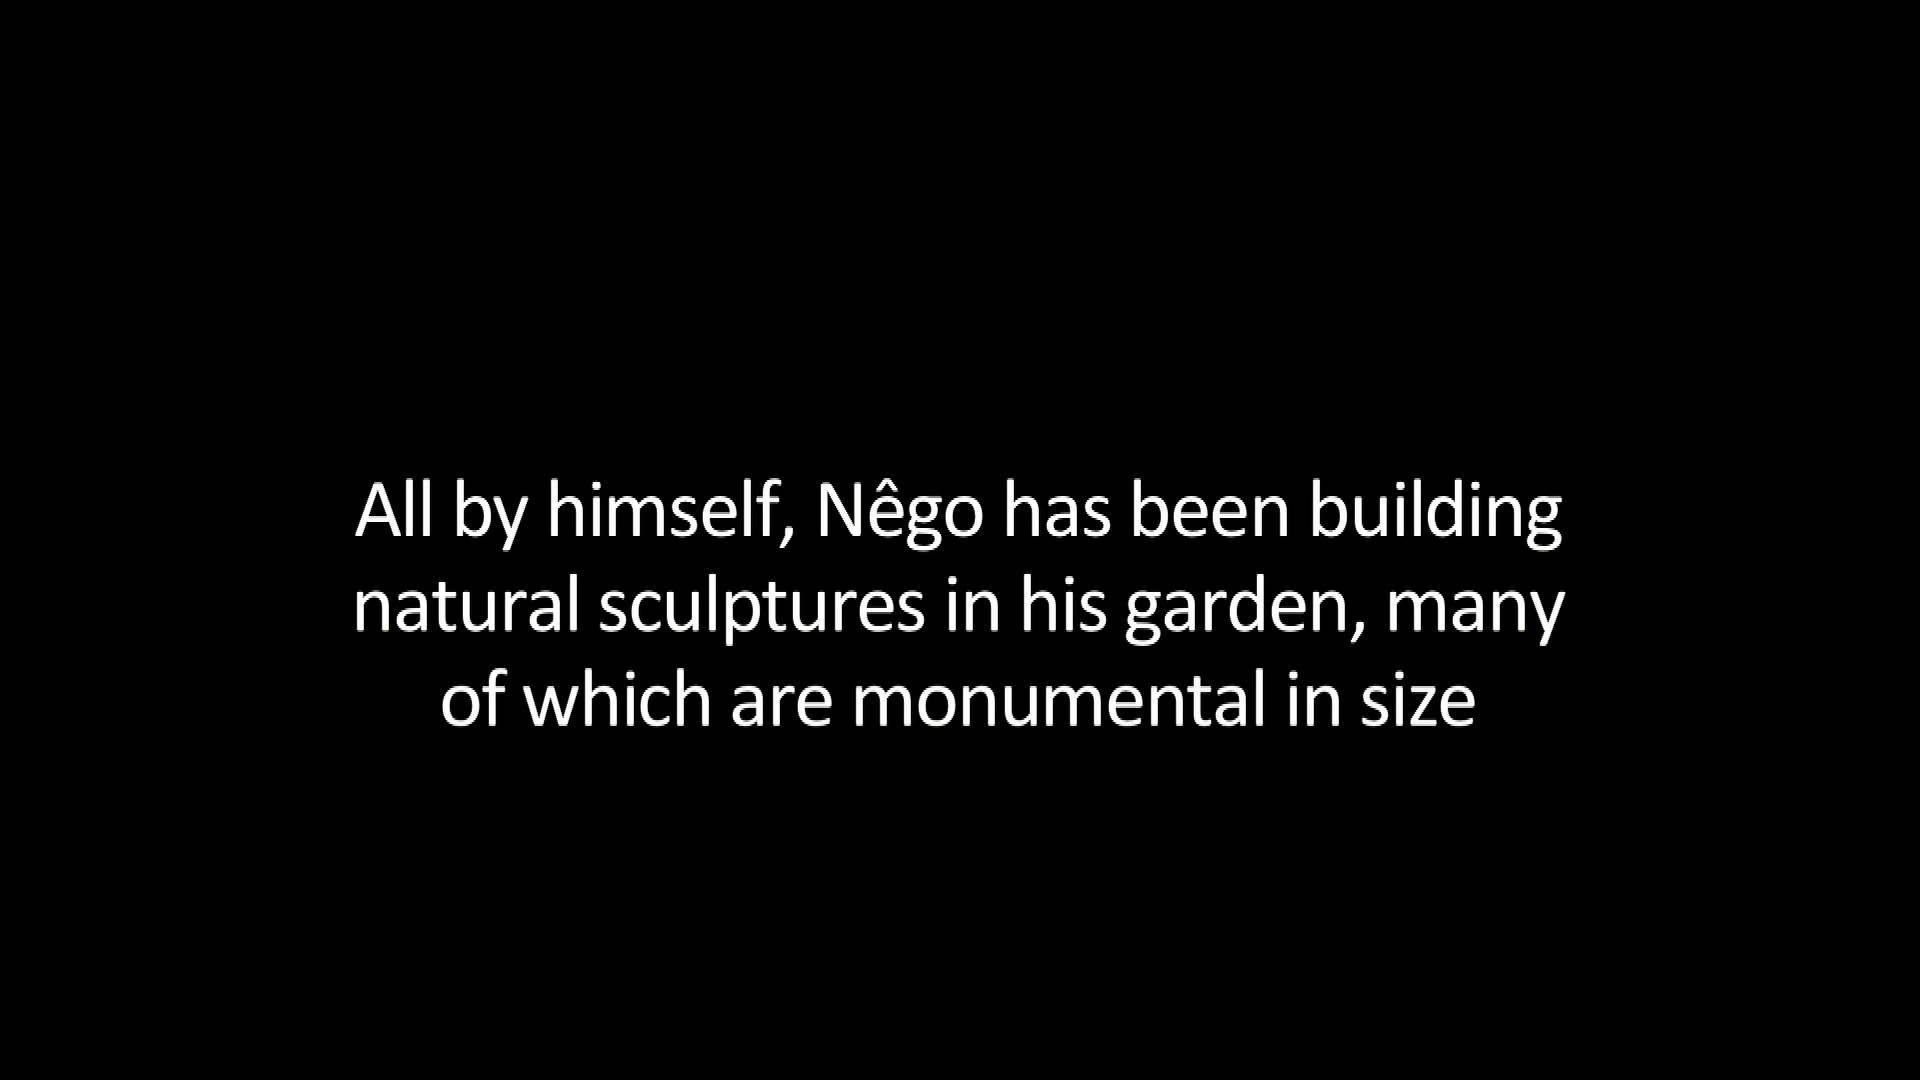 All by himself, Nêgo has been building
natural sculptures in his garden, many
of which are monumental in size